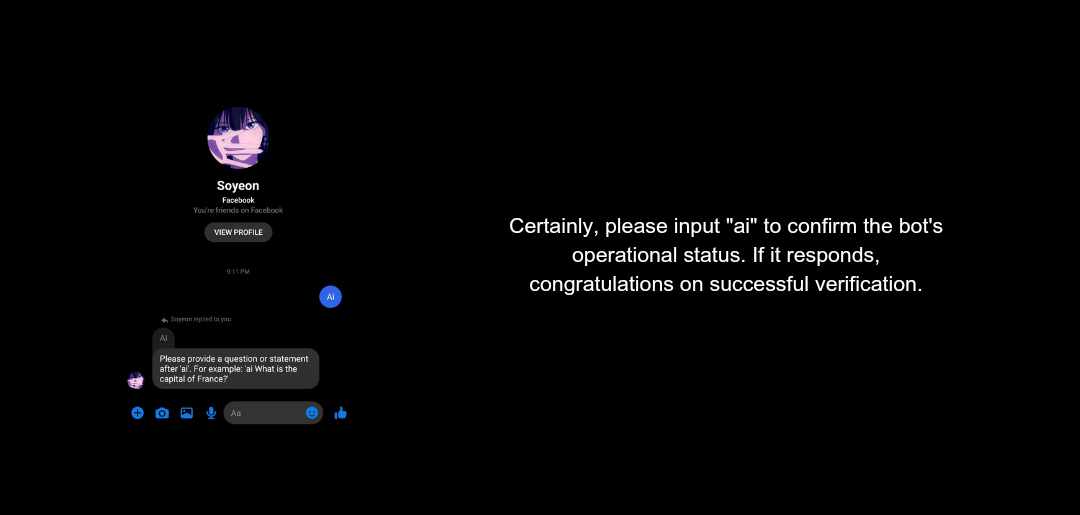 Soyeon
Facebook
You're friends on Facebook
VIEW PROFILE
9:11 PM
Ai
Soyeon replied to you
AI
Please provide a question or statement
after 'ai'. For example: 'ai What is the
capital of France?'
Aa
Certainly, please input "ai" to confirm the bot's
operational status. If it responds,
congratulations on successful verification.